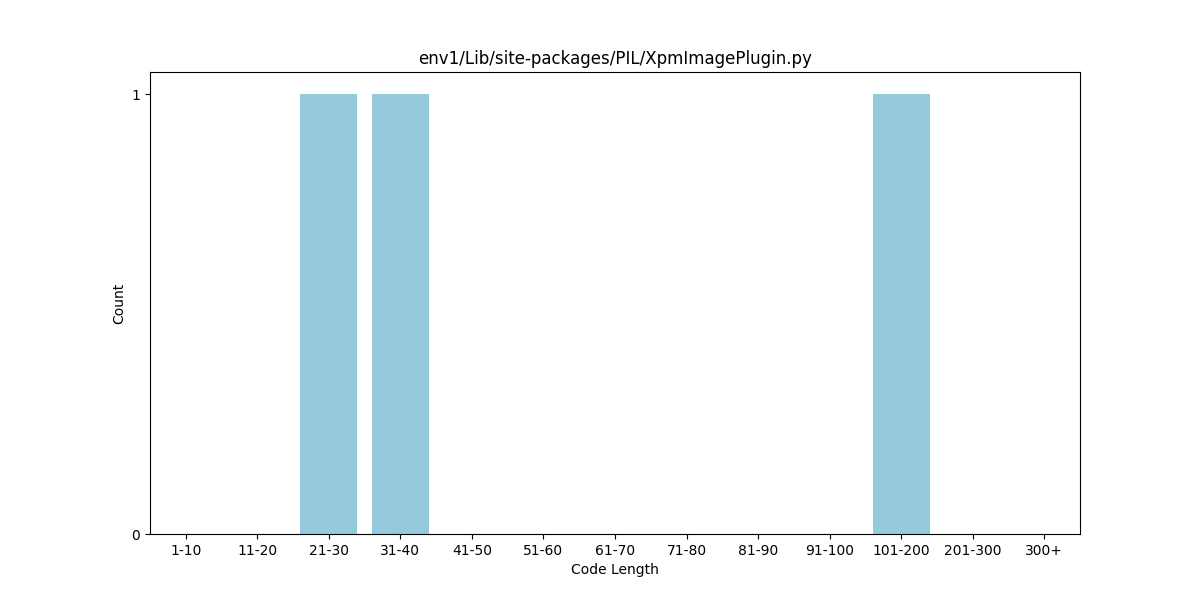 env1/Lib/site-packages/PIL/XpmImagePlugin.py
1
Count
0
1-10 11-20 21-30 31-40 41-50 51-60 61-70 71-80 81-90 91-100 101-200 201-300 300+
Code Length